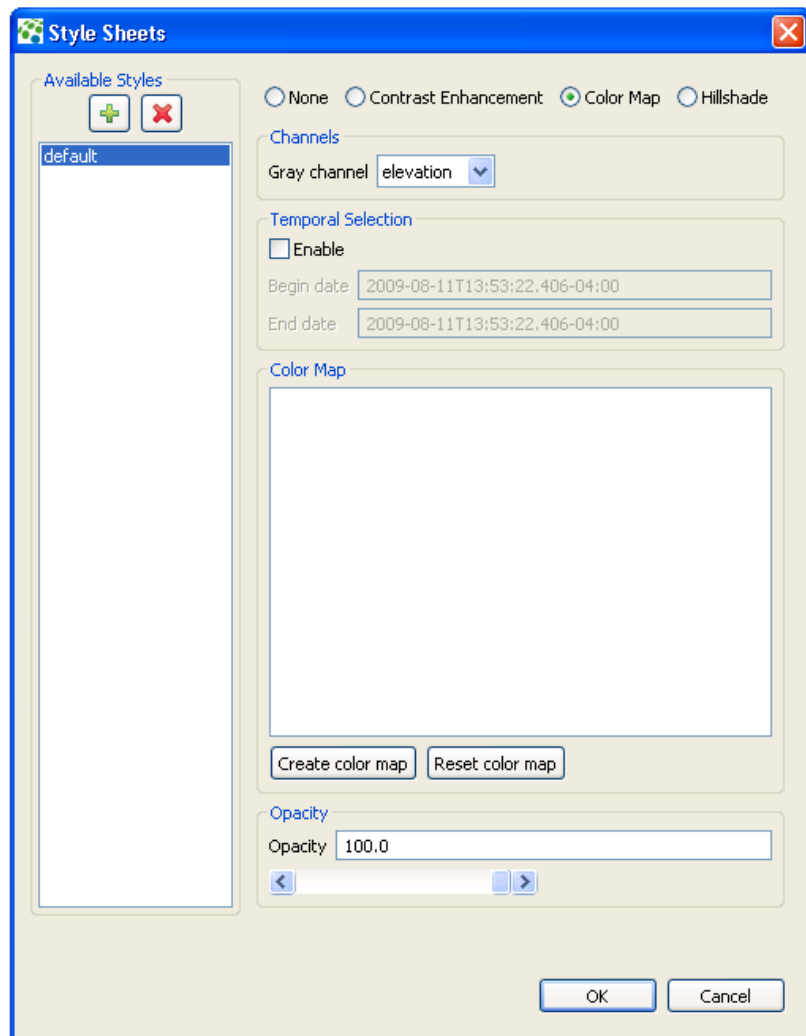 Style Sheets
Available Styles
default
None Contrast Enhancement Color Map Hillshade
Channels
Gray channel elevation
Temporal Selection
Enable
Begin date 2009-08-11T13:53:22.406-04:00
End date 2009-08-11T13:53:22.406-04:00
Color Map
Create color map Reset color map
Opacity
Opacity 100.0
OK Cancel